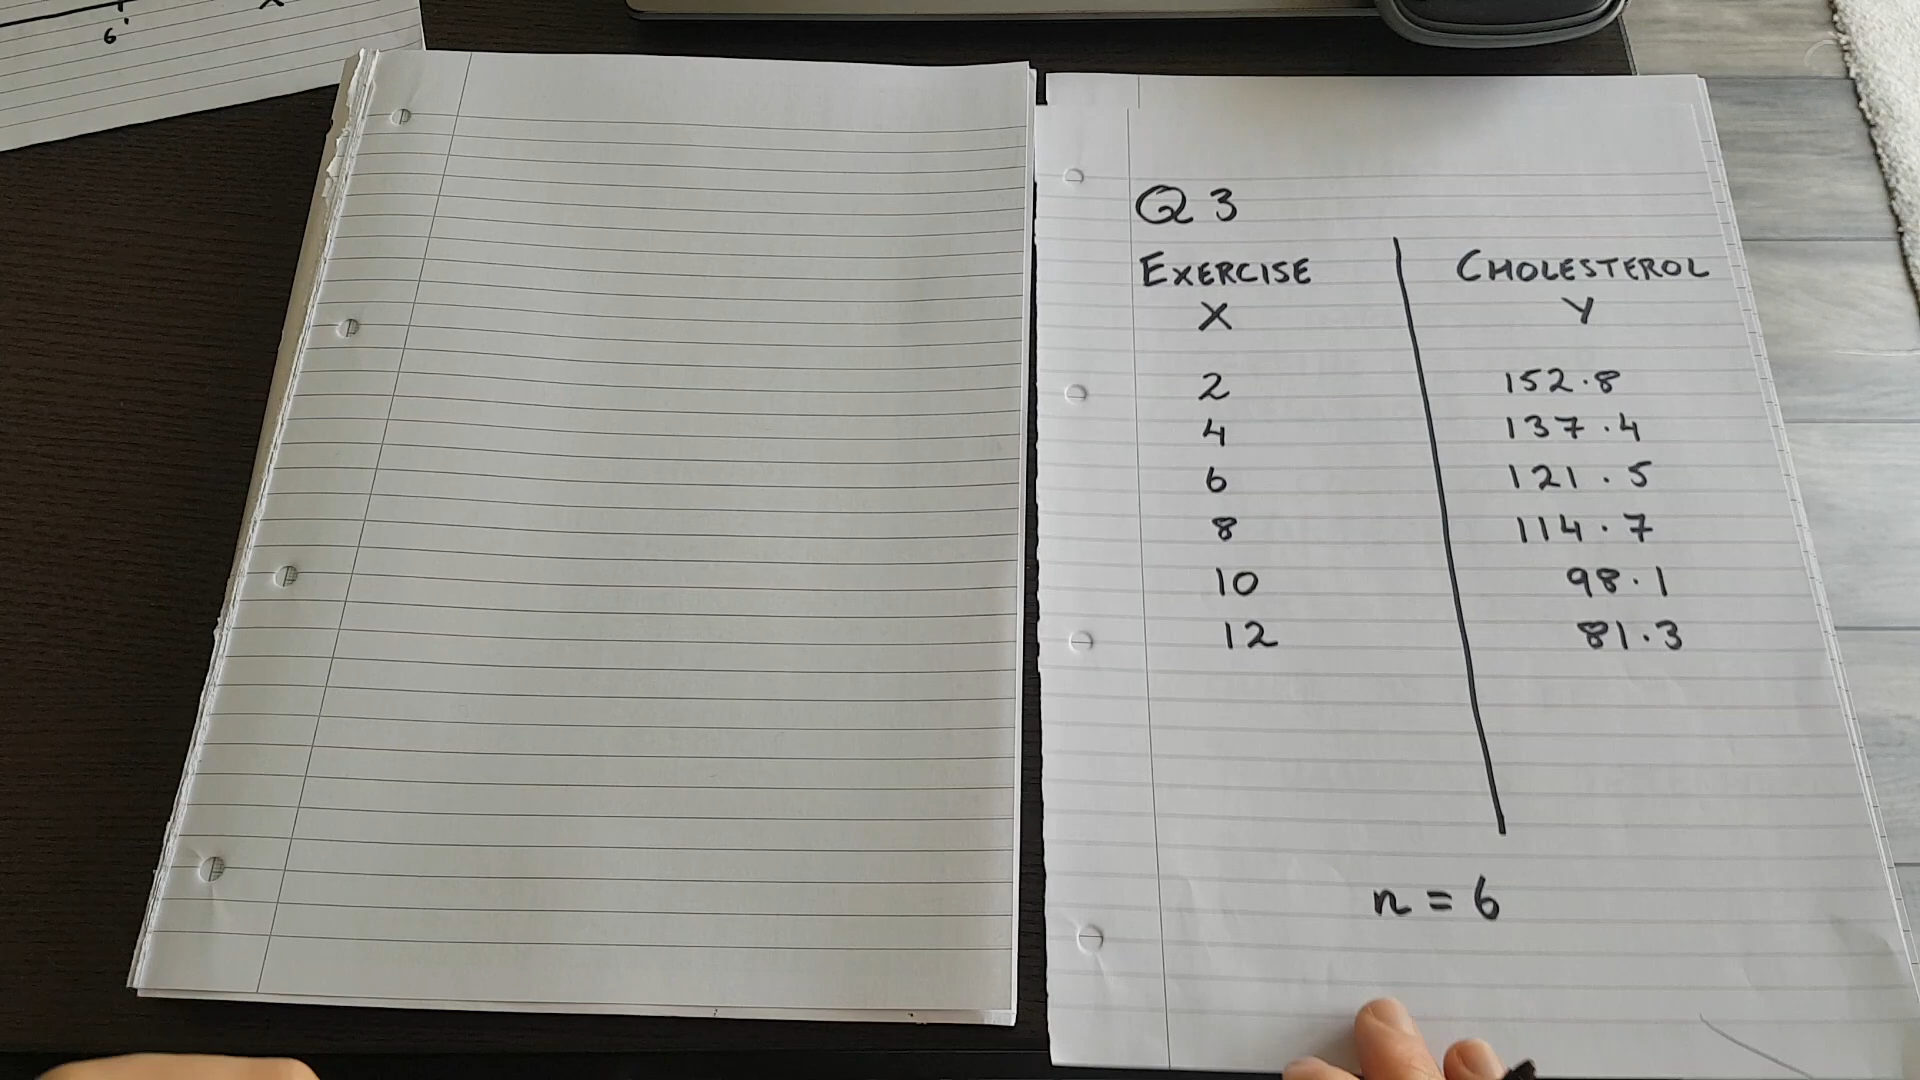 6
X
Q3
EXERCISE CHOLESTEROL
X Y
2 152.8
4 137.4
6 121.5
8 114.7
10 98.1
12 81.3
n = 6